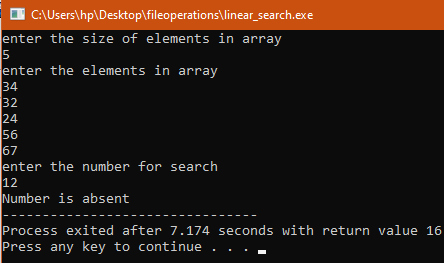 C:\Users\hp\Desktop\fileoperations\linear_search.exe
enter the size of elements in array
5
enter the elements in array
34
32
24
56
67
enter the number for search
12
Number is absent
--------------------------------
Process exited after 7.174 seconds with return value 16
Press any key to continue . . .